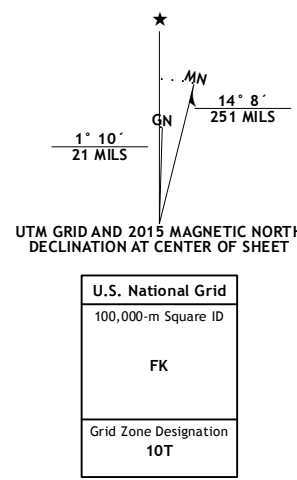 MN
GN
14° 8´
251 MILS
1° 10´
21 MILS
UTM GRID AND 2015 MAGNETIC NORTH
DECLINATION AT CENTER OF SHEET
U.S. National Grid
100,000-m Square ID
FK
Grid Zone Designation
10T